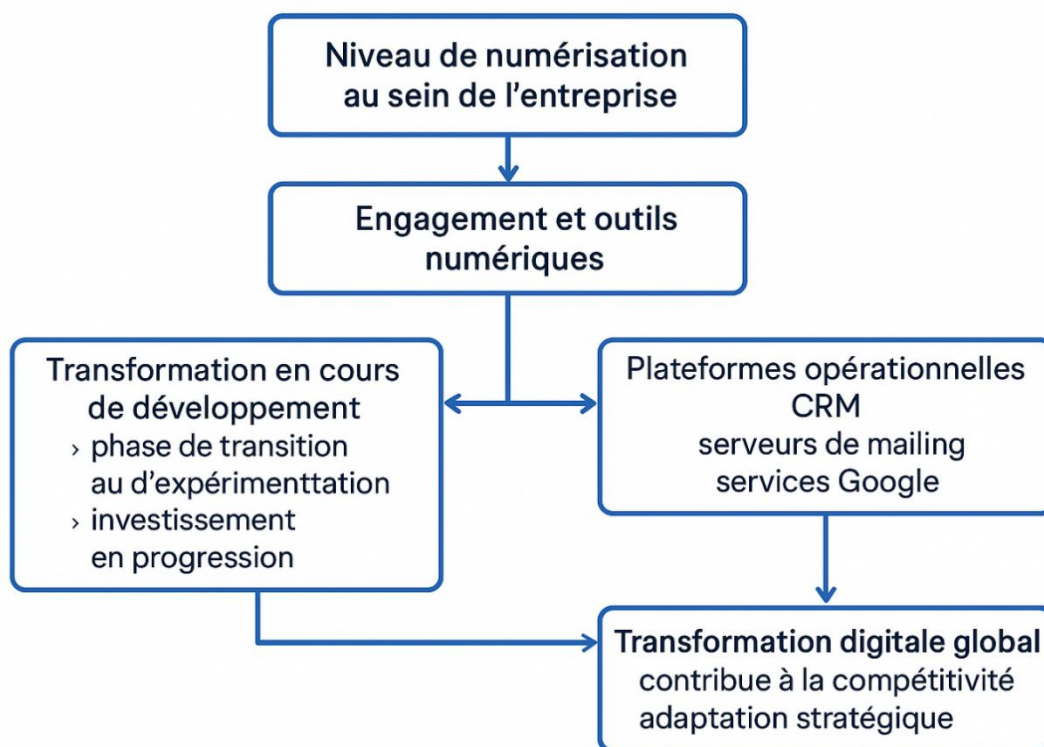 Niveau de numérisation
au sein de l'entreprise
Engagement et outils
numériques
Transformation en cours
de développement
› phase de transition
au d'expérimenttation
› investissement
en progression
Plateformes opérationnelles
CRM
serveurs de mailing
services Google
Transformation digitale global
contribue à la compétitivité
adaptation stratégique